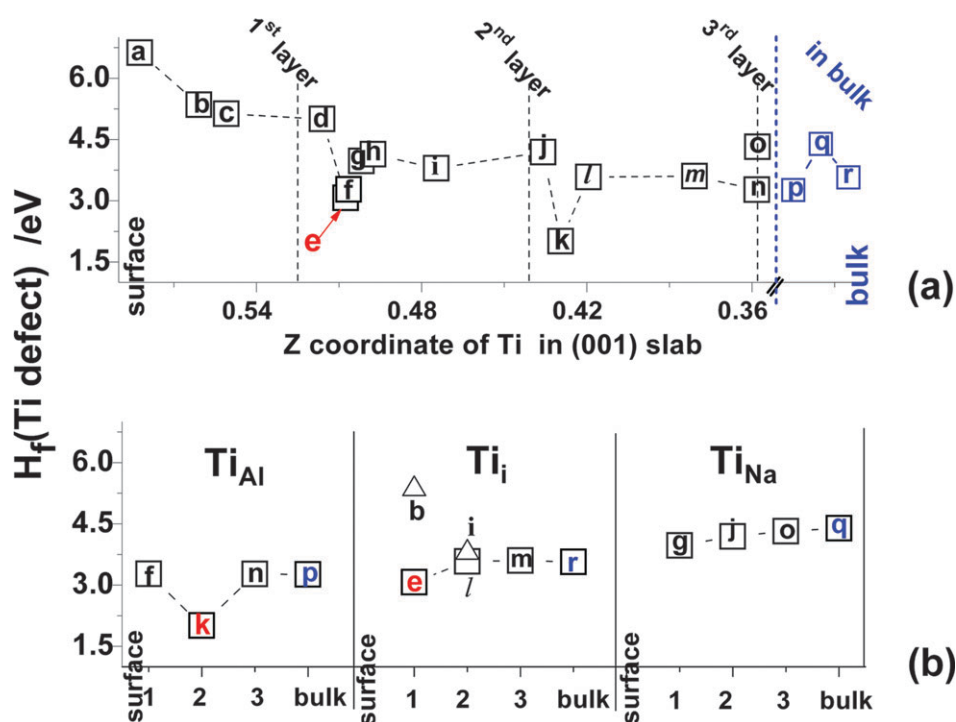 1st layer
2nd layer
3rd layer
in bulk
6.0
4.5
3.0
1.5
a
b
c
d
e
f
g
h
i
j
k
l
m
n
o
p
q
r
surface
bulk
(a)
0.54
0.48
0.42
0.36
Z coordinate of Ti in (001) slab
Hf(Ti defect) /eV
6.0
4.5
3.0
1.5
TiAl
Tii
TiNa
f
k
n
p
b
e
i
l
m
r
g
j
o
q
surface
surface
surface
1
2
3
bulk
1
2
3
bulk
1
2
3
bulk
(b)